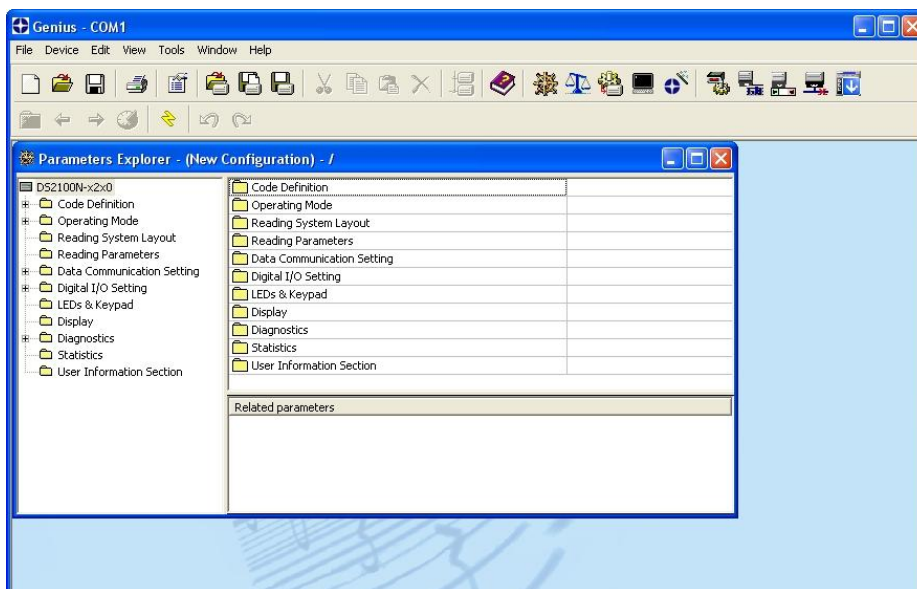 Genius - COM1
File Device Edit View Tools Window Help
Parameters Explorer - (New Configuration) - /
DS2100N-x2x0
Code Definition
Operating Mode
Reading System Layout
Reading Parameters
Data Communication Setting
Digital I/O Setting
LEDs & Keypad
Display
Diagnostics
Statistics
User Information Section
Code Definition
Operating Mode
Reading System Layout
Reading Parameters
Data Communication Setting
Digital I/O Setting
LEDs & Keypad
Display
Diagnostics
Statistics
User Information Section
Related parameters